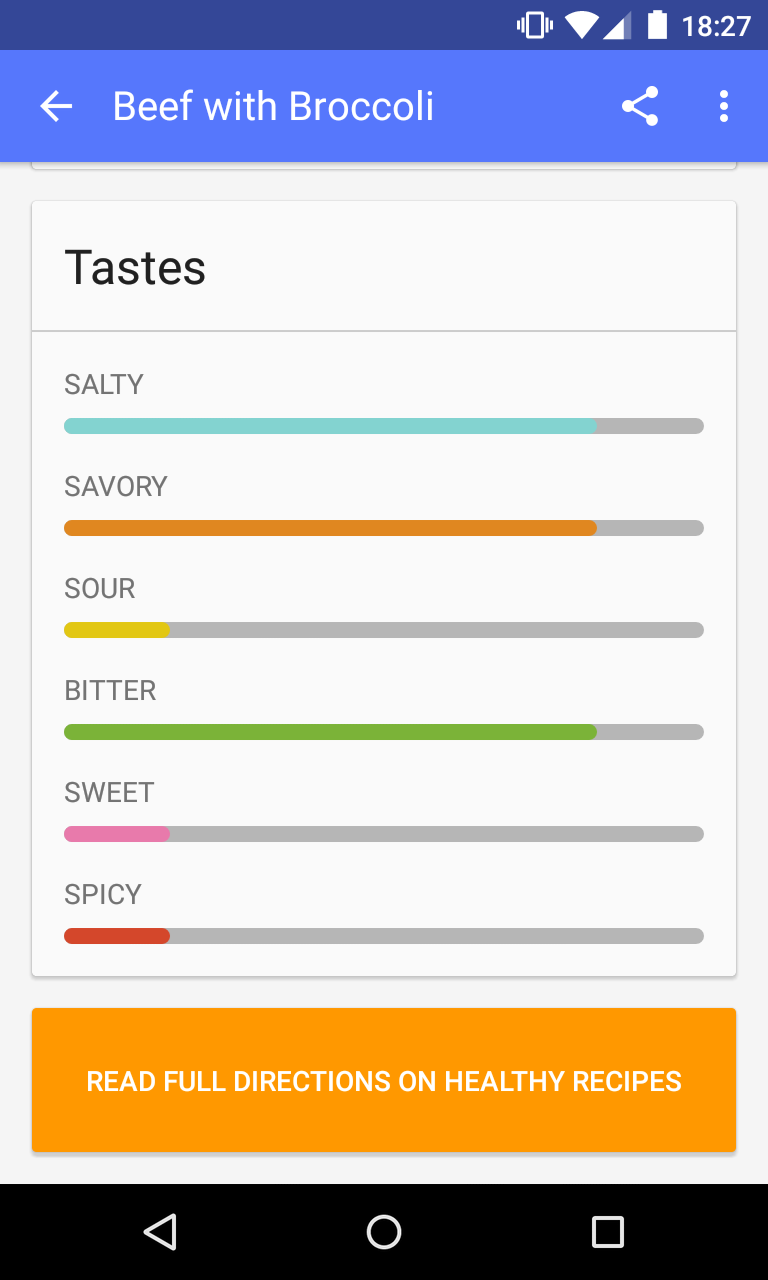 18:27
Beef with Broccoli
Tastes
SALTY
SAVORY
SOUR
BITTER
SWEET
SPICY
READ FULL DIRECTIONS ON HEALTHY RECIPES